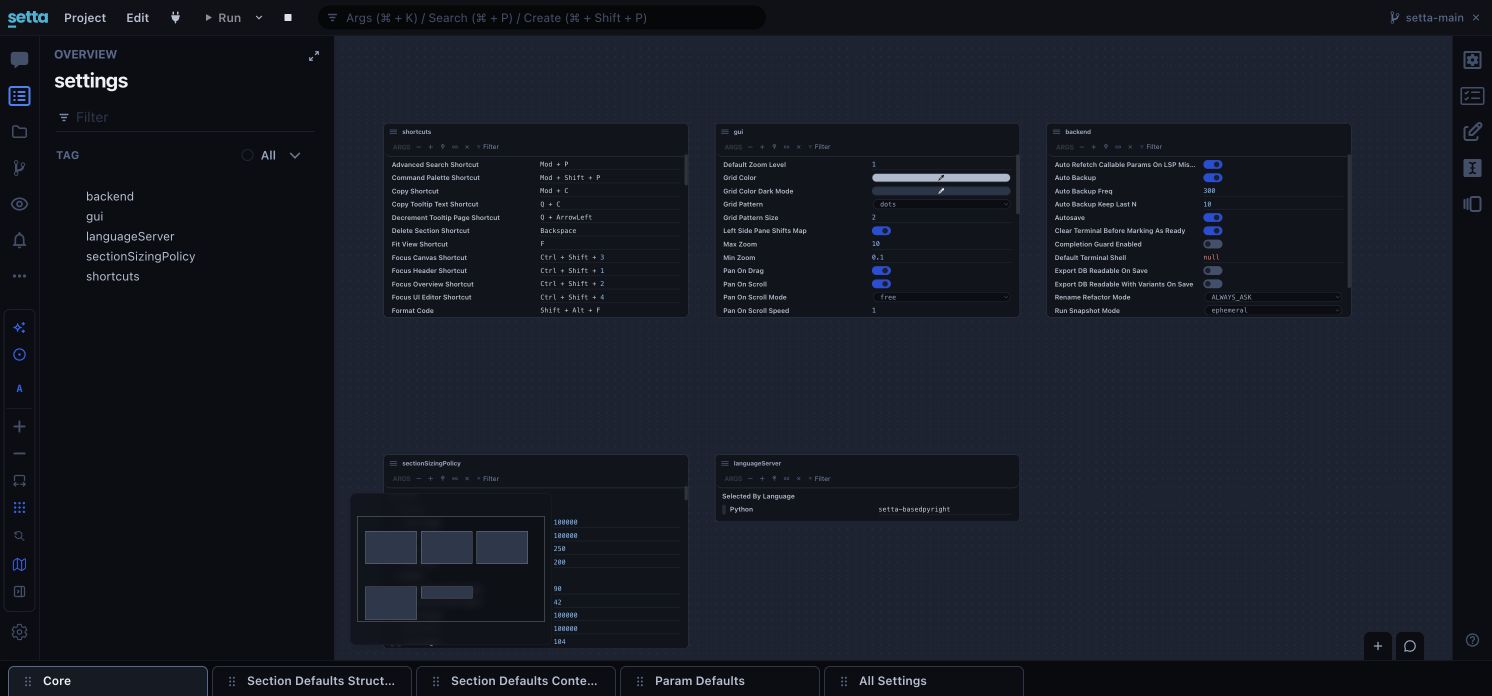 setta Project Edit Run Args (⌘ + K) / Search (⌘ + P) / Create (⌘ + Shift + P) setta-main ×
OVERVIEW
settings
Filter
TAG All
backend
gui
languageServer
sectionSizingPolicy
shortcuts
A
shortcuts
ARGS Filter
Advanced Search Shortcut Mod + P
Command Palette Shortcut Mod + Shift + P
Copy Shortcut Mod + C
Copy Tooltip Text Shortcut Q + C
Decrement Tooltip Page Shortcut Q + ArrowLeft
Delete Section Shortcut Backspace
Fit View Shortcut F
Focus Canvas Shortcut Ctrl + Shift + 3
Focus Header Shortcut Ctrl + Shift + 1
Focus Overview Shortcut Ctrl + Shift + 2
Focus UI Editor Shortcut Ctrl + Shift + 4
Format Code Shift + Alt + F
gui
ARGS Filter
Default Zoom Level 1
Grid Color
Grid Color Dark Mode
Grid Pattern dots
Grid Pattern Size 2
Left Side Pane Shifts Map
Max Zoom 10
Min Zoom 0.1
Pan On Drag
Pan On Scroll
Pan On Scroll Mode free
Pan On Scroll Speed 1
backend
ARGS Filter
Auto Refetch Callable Params On LSP Mis...
Auto Backup
Auto Backup Freq 300
Auto Backup Keep Last N 10
Autosave
Clear Terminal Before Marking As Ready
Completion Guard Enabled
Default Terminal Shell null
Export DB Readable On Save
Export DB Readable With Variants On Save
Rename Refactor Mode ALWAYS_ASK
Run Snapshot Mode ephemeral
sectionSizingPolicy
ARGS Filter
100000
100000
250
200
90
42
100000
100000
104
languageServer
ARGS Filter
Selected By Language
Python setta-basedpyright
Core
Section Defaults Struct...
Section Defaults Conte...
Param Defaults
All Settings